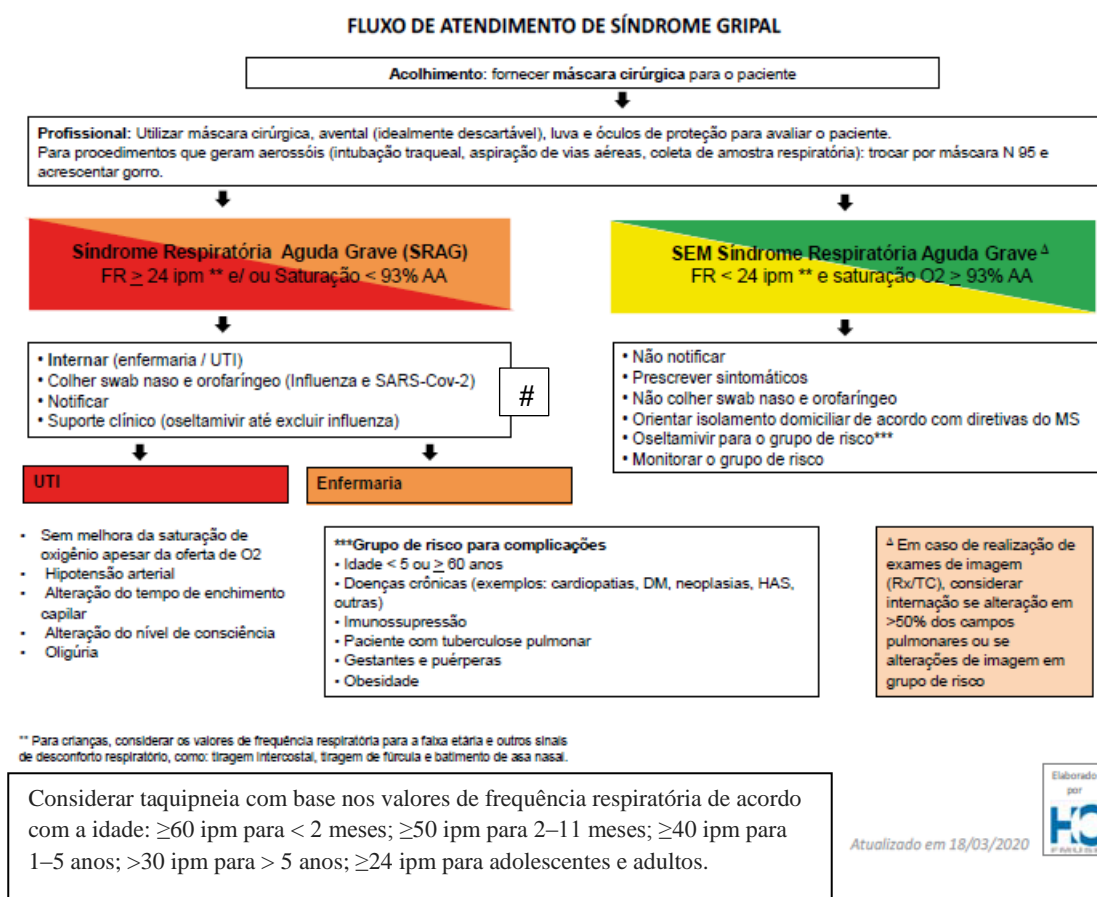 FLUXO DE ATENDIMENTO DE SÍNDROME GRIPAL
Acolhimento: fornecer máscara cirúrgica para o paciente
Profissional: Utilizar máscara cirúrgica, avental (idealmente descartável), luva e óculos de proteção para avaliar o paciente.
Para procedimentos que geram aerossóis (intubação traqueal, aspiração de vias aéreas, coleta de amostra respiratória): trocar por máscara N 95 e
acrescentar gorro.
Síndrome Respiratória Aguda Grave (SRAG)
FR ≥ 24 ipm ** e/ ou Saturação < 93% AA
SEM Síndrome Respiratória Aguda Grave Δ
FR < 24 ipm ** e saturação O2 ≥ 93% AA
• Internar (enfermaria / UTI)
• Colher swab naso e orofaríngeo (Influenza e SARS-Cov-2)
• Notificar
• Suporte clínico (oseltamivir até excluir influenza)
#
• Não notificar
• Prescrever sintomáticos
• Não colher swab naso e orofaríngeo
• Orientar isolamento domiciliar de acordo com diretivas do MS
• Oseltamivir para o grupo de risco***
• Monitorar o grupo de risco
UTI
Enfermaria
• Sem melhora da saturação de
oxigênio apesar da oferta de O2
• Hipotensão arterial
• Alteração do tempo de enchimento
capilar
• Alteração do nível de consciência
• Oligúria
***Grupo de risco para complicações
• Idade < 5 ou ≥ 60 anos
• Doenças crônicas (exemplos: cardiopatias, DM, neoplasias, HAS,
outras)
• Imunossupressão
• Paciente com tuberculose pulmonar
• Gestantes e puérperas
• Obesidade
Δ Em caso de realização de
exames de imagem
(Rx/TC), considerar
internação se alteração em
>50% dos campos
pulmonares ou se
alterações de imagem em
grupo de risco
** Para crianças, considerar os valores de frequência respiratória para a faixa etária e outros sinais
de desconforto respiratório, como: tiragem intercostal, tiragem de fúrcula e batimento de asa nasal.
Considerar taquipneia com base nos valores de frequência respiratória de acordo
com a idade: ≥60 ipm para < 2 meses; ≥50 ipm para 2–11 meses; ≥40 ipm para
1–5 anos; >30 ipm para > 5 anos; ≥24 ipm para adolescentes e adultos.
Atualizado em 18/03/2020
Elaborado
por
HC
FMUSP